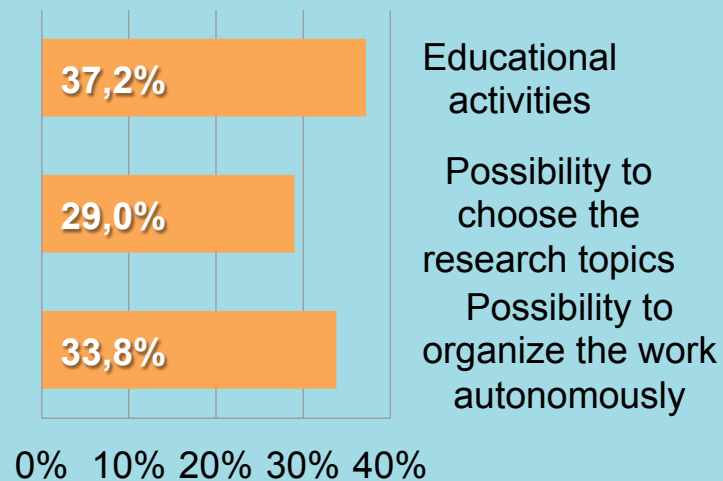 37,2%
Educational
activities
29,0%
Possibility to
choose the
research topics
33,8%
Possibility to
organize the work
autonomously
0% 10% 20% 30% 40%